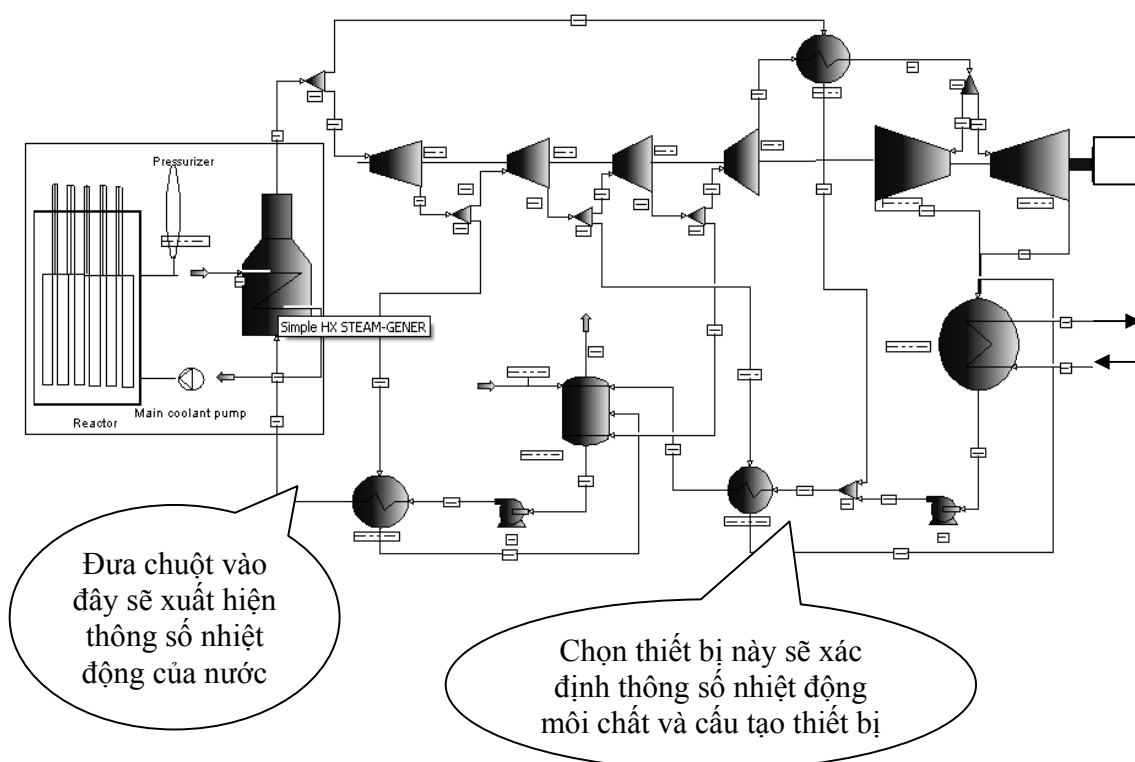 Pressurizer
Simple HX STEAM-GENER
Main coolant pump
Reactor
Đưa chuột vào
đây sẽ xuất hiện
thông số nhiệt
động của nước
Chọn thiết bị này sẽ xác
định thông số nhiệt động
môi chất và cấu tạo thiết bị